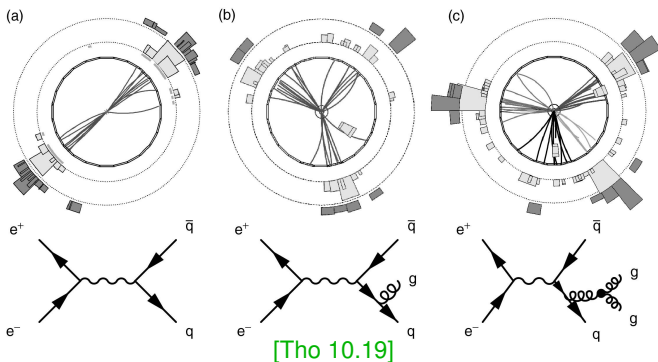 (a) (b) (c)
e+ q̅ e+ q̅ e+ q̅
g g
g
e− q e− q e− q
[Tho 10.19]